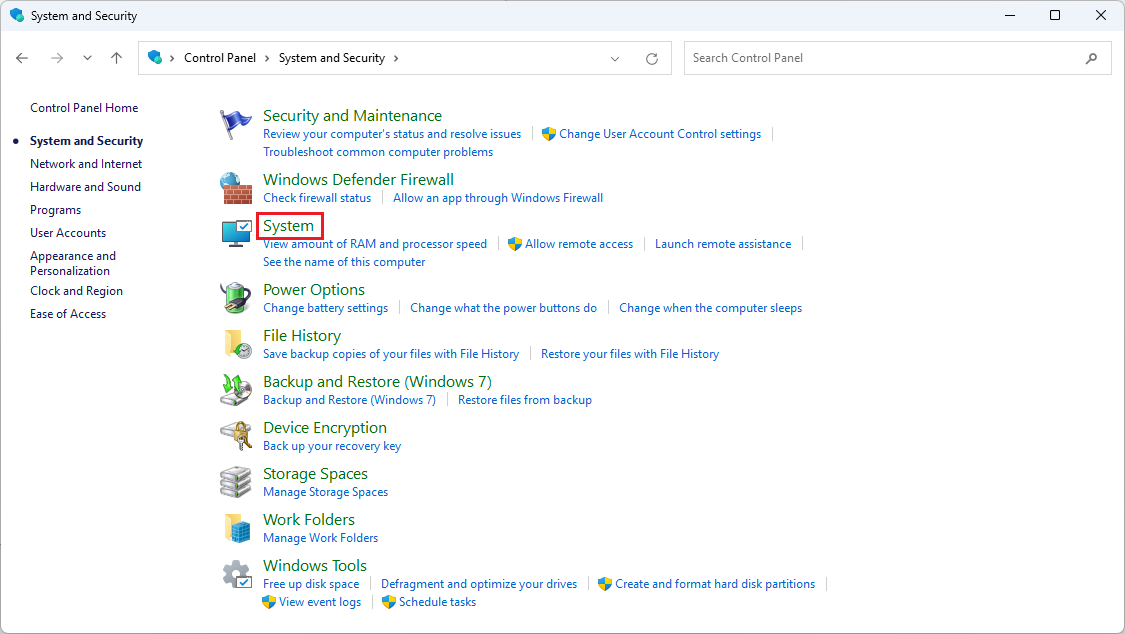 System and Security
Control Panel > System and Security >
Search Control Panel
Control Panel Home
System and Security
Network and Internet
Hardware and Sound
Programs
User Accounts
Appearance and
Personalization
Clock and Region
Ease of Access
Security and Maintenance
Review your computer's status and resolve issues Change User Account Control settings
Troubleshoot common computer problems
Windows Defender Firewall
Check firewall status Allow an app through Windows Firewall
System
View amount of RAM and processor speed Allow remote access Launch remote assistance
See the name of this computer
Power Options
Change battery settings Change what the power buttons do Change when the computer sleeps
File History
Save backup copies of your files with File History Restore your files with File History
Backup and Restore (Windows 7)
Backup and Restore (Windows 7) Restore files from backup
Device Encryption
Back up your recovery key
Storage Spaces
Manage Storage Spaces
Work Folders
Manage Work Folders
Windows Tools
Free up disk space Defragment and optimize your drives Create and format hard disk partitions
View event logs Schedule tasks